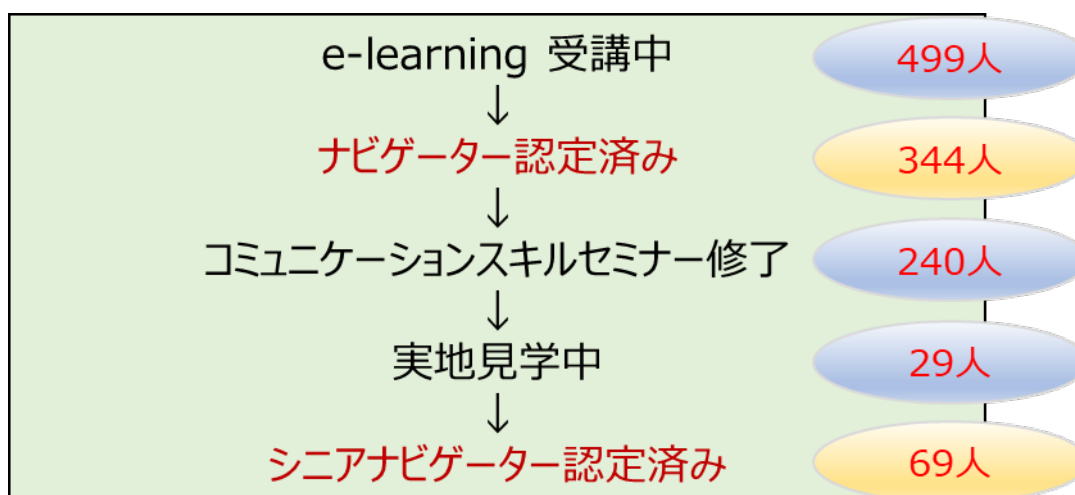 e-learning 受講中 499人
↓
ナビゲーター認定済み 344人
↓
コミュニケーションスキルセミナー修了 240人
↓
実地見学中 29人
↓
シニアナビゲーター認定済み 69人